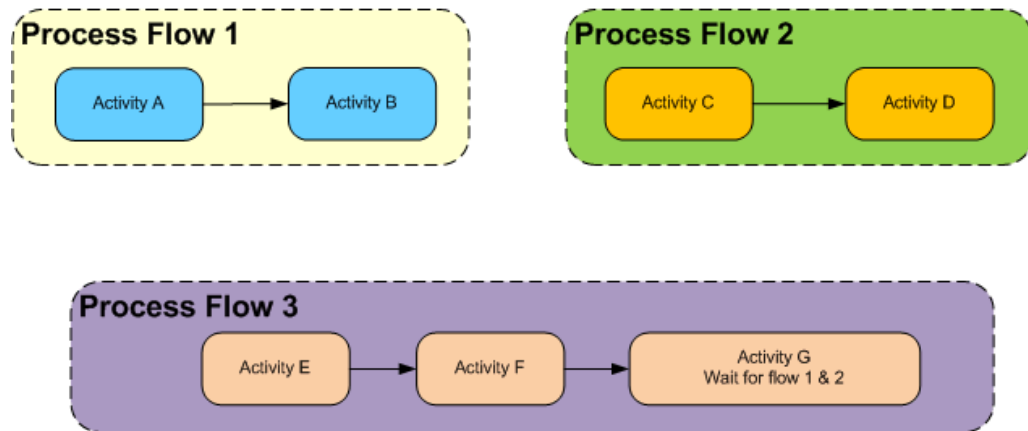 Process Flow 1
Activity A
Activity B
Process Flow 2
Activity C
Activity D
Process Flow 3
Activity E
Activity F
Activity G
Wait for flow 1 & 2